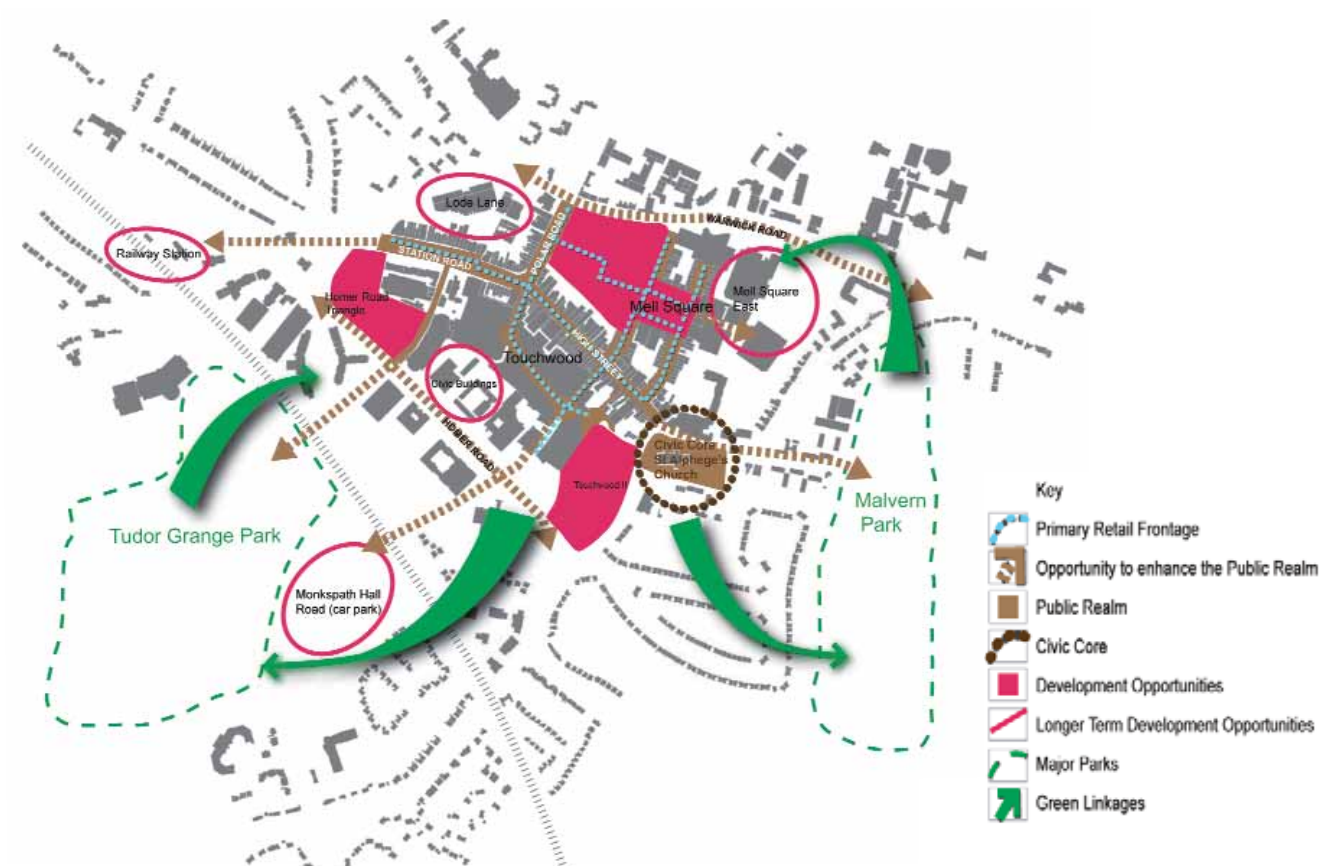 Lode Lane
WARWICK ROAD
POLAR ROAD
Railway Station
STATION ROAD
Mell Square
East
Homer Road
Triangle
Mell Square
Touchwood
HIGH STREET
Civic Buildings
HOMER ROAD
Civic Core
St Alphege's
Church
Touchwood II
Tudor Grange Park
Malvern
Park
Monkspath Hall
Road (car park)
Key
Primary Retail Frontage
Opportunity to enhance the Public Realm
Public Realm
Civic Core
Development Opportunities
Longer Term Development Opportunities
Major Parks
Green Linkages